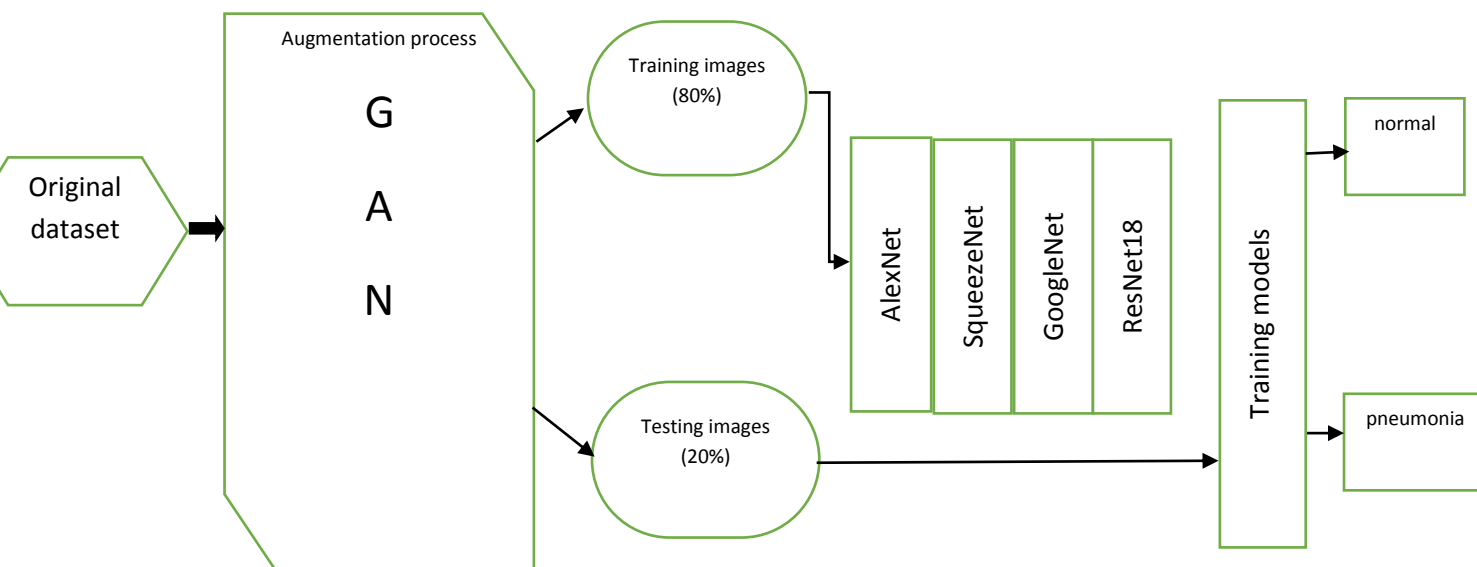 Original
dataset
Augmentation process
G
A
N
Training images
(80%)
Testing images
(20%)
AlexNet
SqueezeNet
GoogleNet
ResNet18
Training models
normal
pneumonia